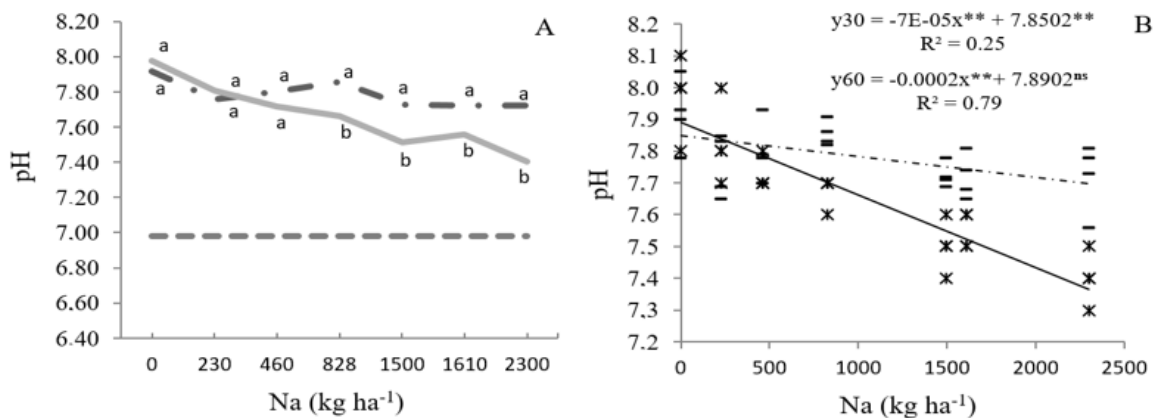 A
pH
8.20
8.00
7.80
7.60
7.40
7.20
7.00
6.80
6.60
6.40
a
a
a
a
a
a
a
a
a
a
b
b
b
b
0 230 460 828 1500 1610 2300
Na (kg ha⁻¹)
B
y30 = -7E-05x** + 7.8502**
R² = 0.25
y60 = -0.0002x**+ 7.8902ⁿˢ
R² = 0.79
pH
8.2
8.1
8.0
7.9
7.8
7.7
7.6
7.5
7.4
7.3
7.2
0 500 1000 1500 2000 2500
Na (kg ha⁻¹)